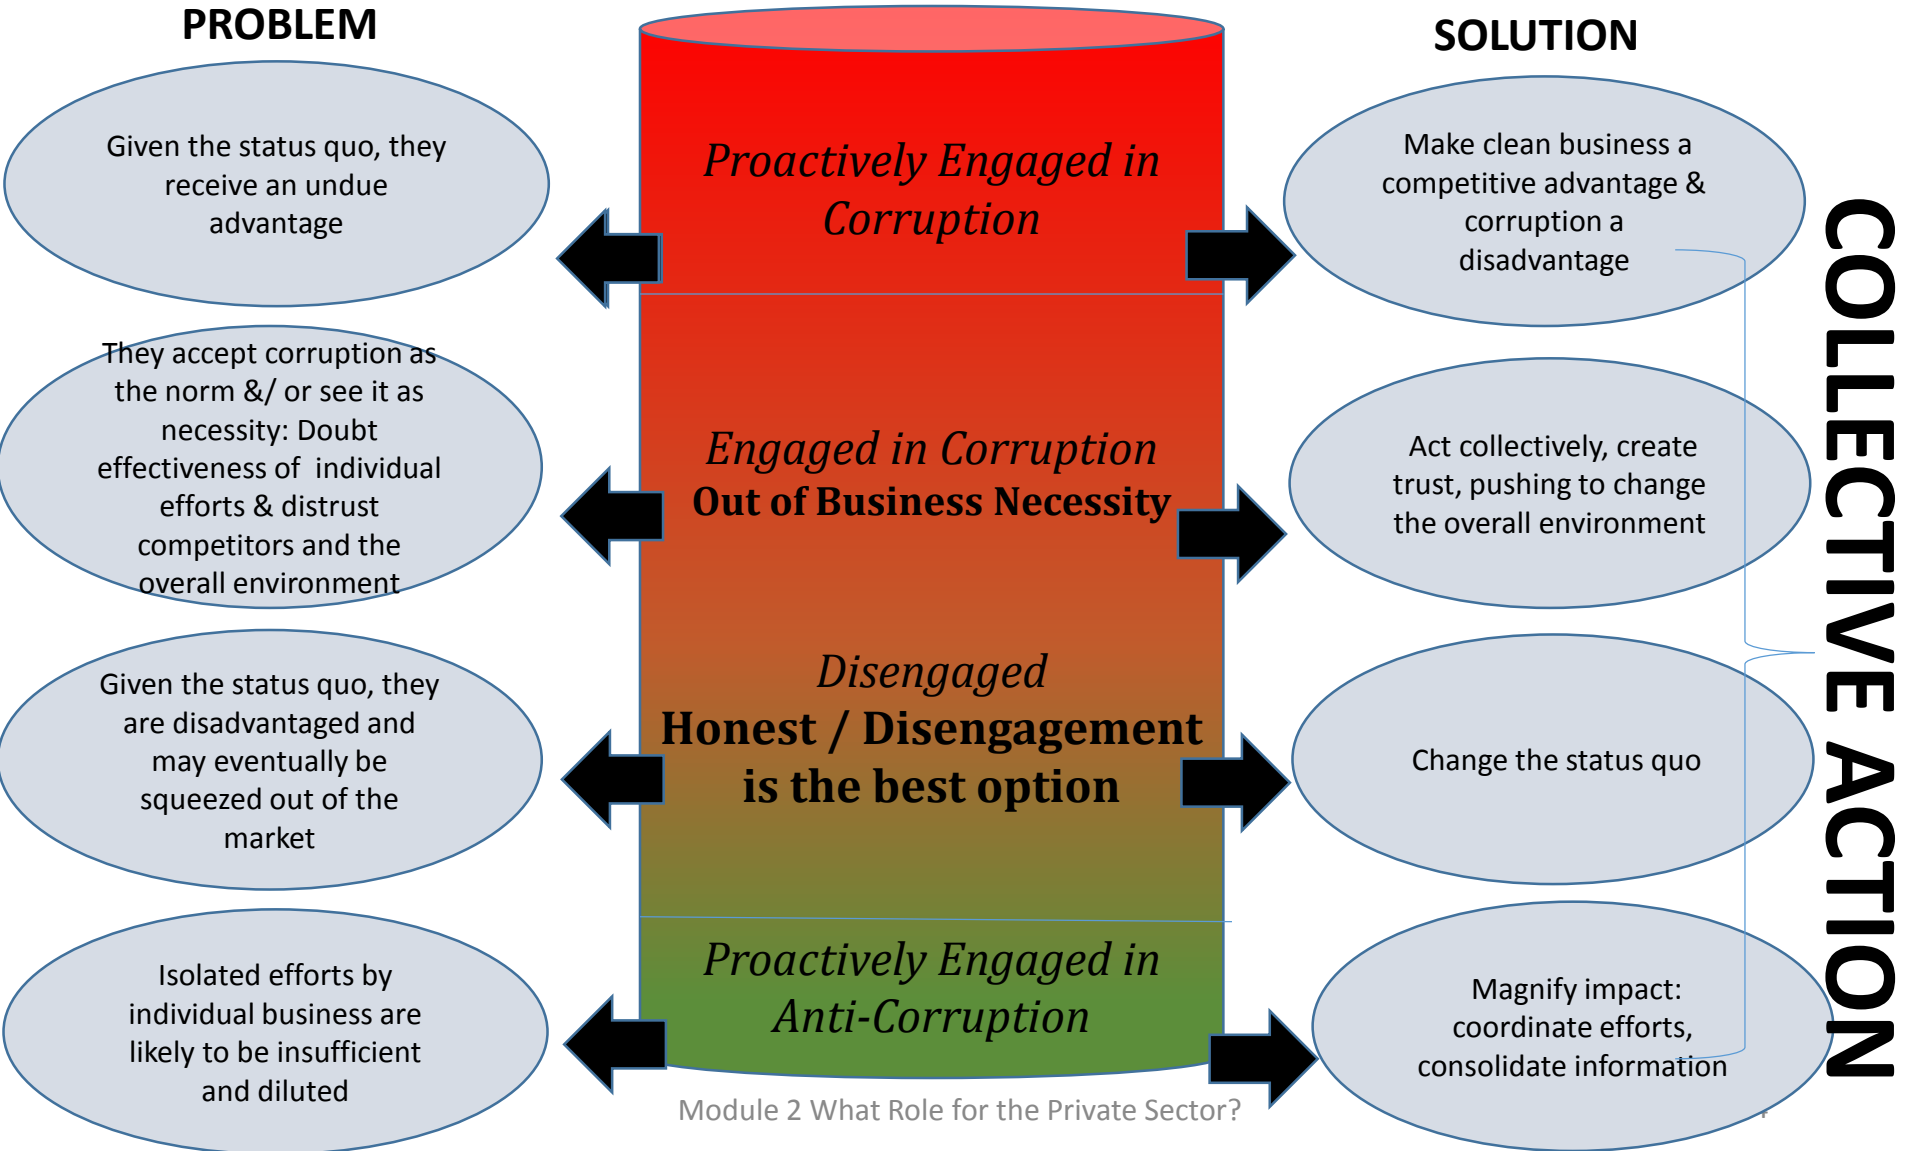 PROBLEM
SOLUTION
Given the status quo, they
receive an undue
advantage
Proactively Engaged in
Corruption
Make clean business a
competitive advantage &
corruption a
disadvantage
They accept corruption as
the norm &/ or see it as
necessity: Doubt
effectiveness of individual
efforts & distrust
competitors and the
overall environment
Engaged in Corruption
Out of Business Necessity
Act collectively, create
trust, pushing to change
the overall environment
Given the status quo, they
are disadvantaged and
may eventually be
squeezed out of the
market
Disengaged
Honest / Disengagement
is the best option
Change the status quo
Isolated efforts by
individual business are
likely to be insufficient
and diluted
Proactively Engaged in
Anti-Corruption
Magnify impact:
coordinate efforts,
consolidate information
COLLECTIVE ACTION
Module 2 What Role for the Private Sector?